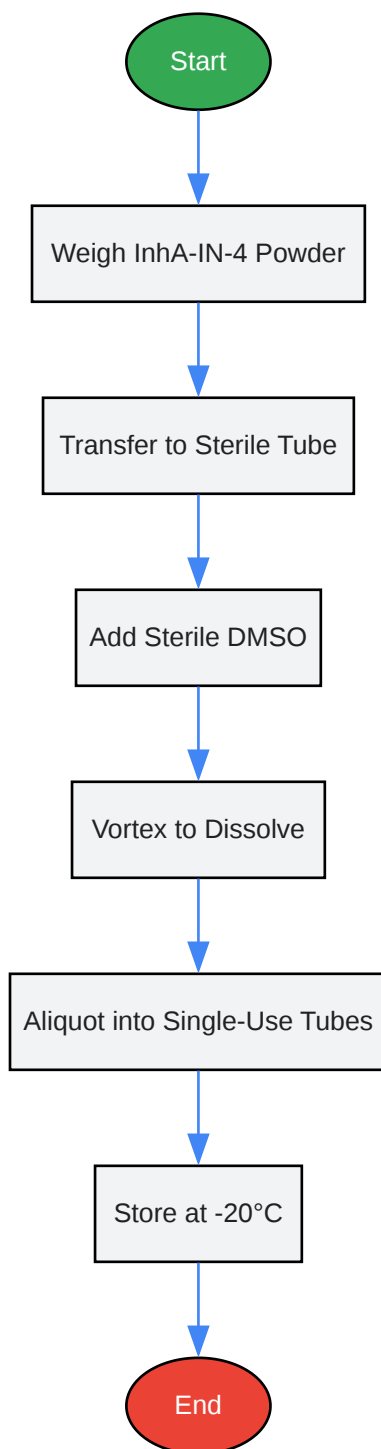 Start
Weigh InhA-IN-4 Powder
Transfer to Sterile Tube
Add Sterile DMSO
Vortex to Dissolve
Aliquot into Single-Use Tubes
Store at -20°C
End